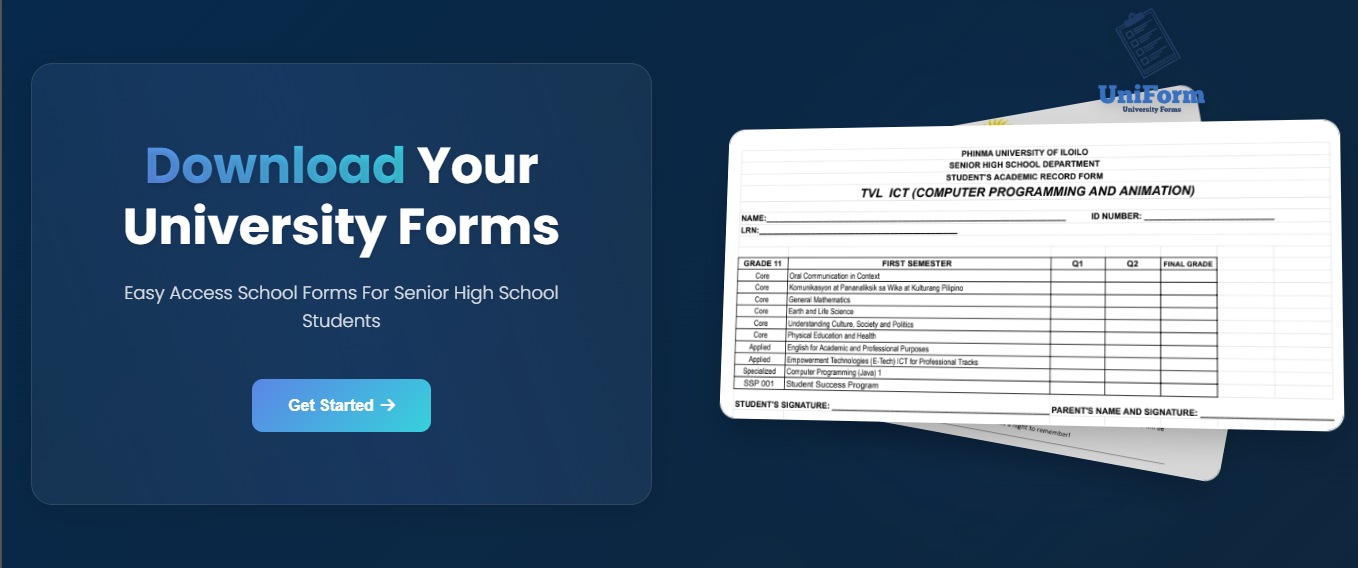 Download Your
University Forms
Easy Access School Forms For Senior High School
Students
Get Started →
UniForm
University Forms
PHINMA UNIVERSITY OF ILOILO
SENIOR HIGH SCHOOL DEPARTMENT
STUDENT'S ACADEMIC RECORD FORM
TVL ICT (COMPUTER PROGRAMMING AND ANIMATION)
NAME: ID NUMBER:
LRN:
GRADE 11 FIRST SEMESTER Q1 Q2 FINAL GRADE
Core Oral Communication in Context
Core Komunikasyon at Pananaliksik sa Wika at Kulturang Pilipino
Core General Mathematics
Core Earth and Life Science
Core Understanding Culture, Society and Politics
Core Physical Education and Health
Applied English for Academic and Professional Purposes
Applied Empowerment Technologies (E-Tech) ICT for Professional Tracks
Specialized Computer Programming (Java) 1
SSP 001 Student Success Program
STUDENT'S SIGNATURE: PARENT'S NAME AND SIGNATURE:
night to remember!